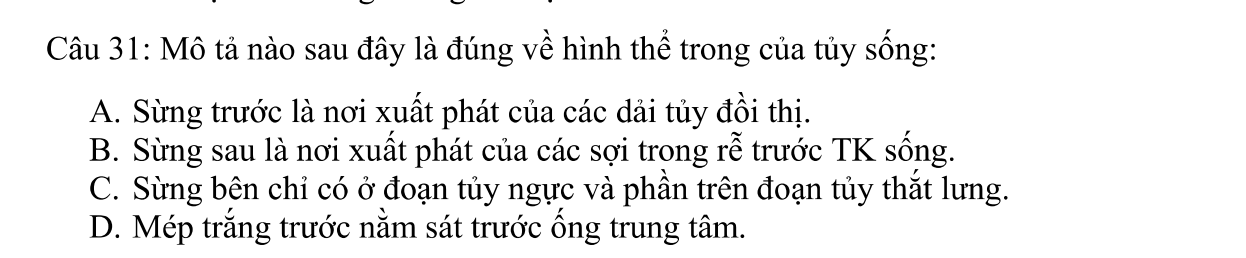 Câu 31: Mô tả nào sau đây là đúng về hình thể trong của tủy sống:
A. Sừng trước là nơi xuất phát của các dải tủy đồi thị.
B. Sừng sau là nơi xuất phát của các sợi trong rễ trước TK sống.
C. Sừng bên chỉ có ở đoạn tủy ngực và phần trên đoạn tủy thắt lưng.
D. Mép trắng trước nằm sát trước ống trung tâm.